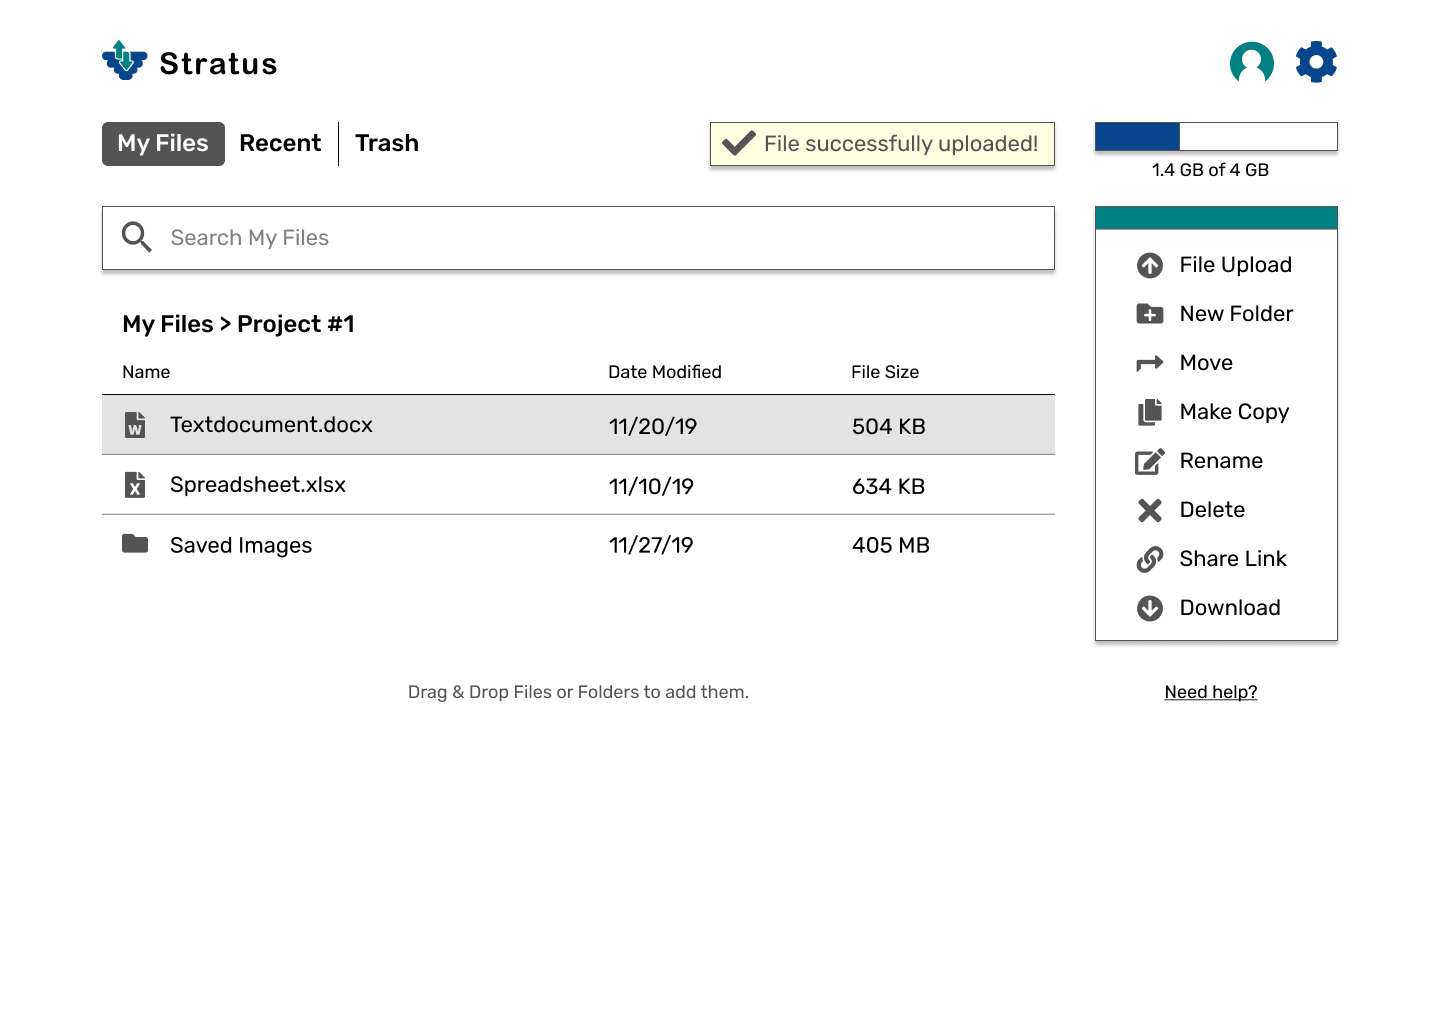 Stratus
My Files Recent Trash
File successfully uploaded!
1.4 GB of 4 GB
Search My Files
My Files > Project #1
Name Date Modified File Size
W Textdocument.docx 11/20/19 504 KB
X Spreadsheet.xlsx 11/10/19 634 KB
Saved Images 11/27/19 405 MB
Drag & Drop Files or Folders to add them.
File Upload
New Folder
Move
Make Copy
Rename
Delete
Share Link
Download
Need help?